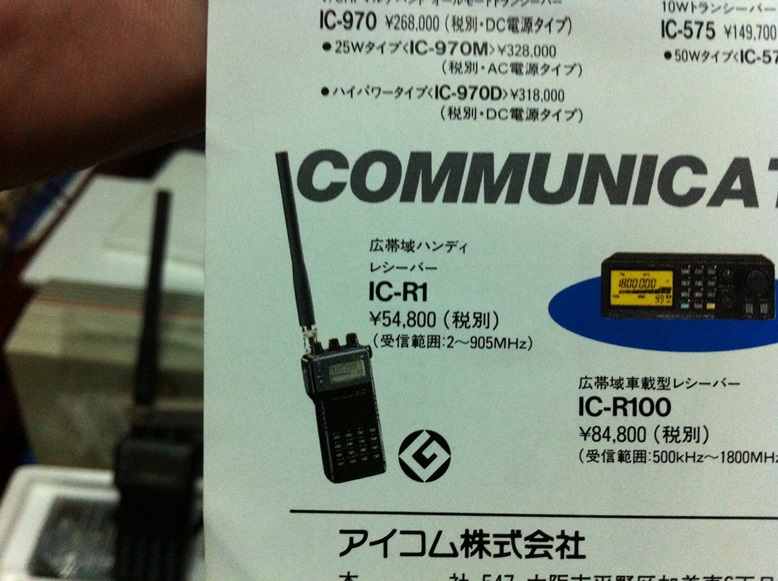 IC-970 ¥268,000 (税別・DC電源タイプ)
●25Wタイプ〈IC-970M〉¥328,000
(税別・AC電源タイプ)
●ハイパワータイプ〈IC-970D〉¥318,000
(税別・DC電源タイプ)
10Wトランシーバー
IC-575 ¥149,700
●50Wタイプ〈IC-57
COMMUNICAT
広帯域ハンディ
レシーバー
IC-R1
¥54,800(税別)
(受信範囲:2〜905MHz)
広帯域車載型レシーバー
IC-R100
¥84,800(税別)
(受信範囲:500kHz〜1800MHz
アイコム株式会社